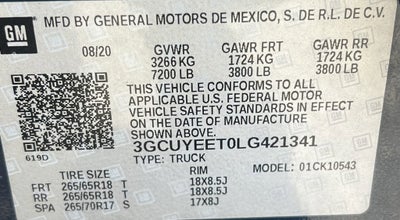 GM MFD BY GENERAL MOTORS DE MEXICO, S. DE R.L. DE C.V.
08/20 GVWR GAWR FRT GAWR RR
3266 KG 1724 KG 1724 KG
7200 LB 3800 LB 3800 LB
THIS VEHICLE CONFORMS TO ALL
APPLICABLE U.S. FEDERAL MOTOR
VEHICLE SAFETY STANDARDS IN EFFECT
ON THE DATE OF MANUFACTURE
SHOWN ABOVE.
3GCUYEET0LG421341
619D TYPE: TRUCK MODEL: 01CK10543
TIRE SIZE RIM
FRT 265/65R18 T 18X8.5J
RR 265/65R18 T 18X8.5J
SPA 265/70R17 S 17X8J